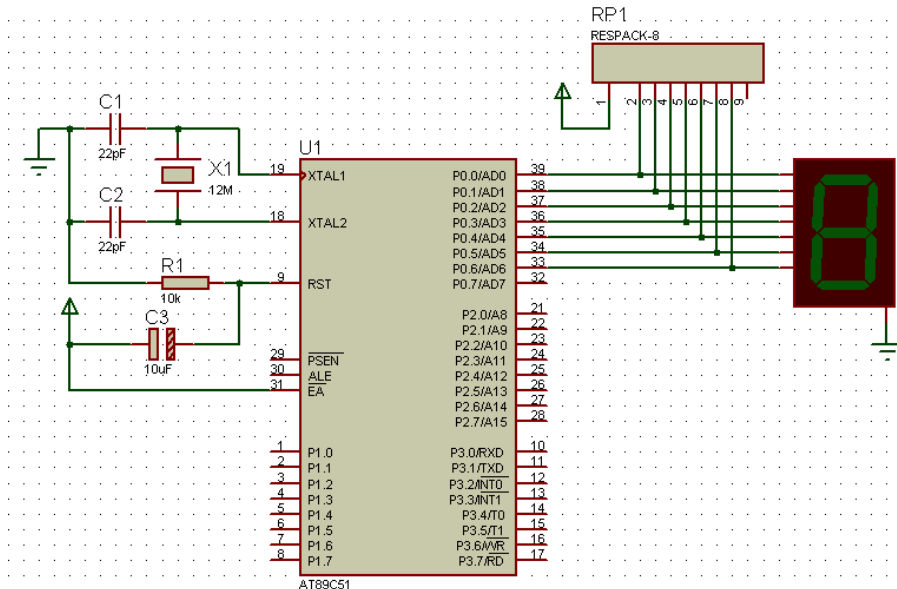 RP1
RESPACK-8
1 2 3 4 5 6 7 8 9
C1
22pF
X1
12M
C2
22pF
R1
10k
C3
10uF
U1
19 XTAL1
18 XTAL2
9 RST
29 PSEN
30 ALE
31 EA
1 P1.0
2 P1.1
3 P1.2
4 P1.3
5 P1.4
6 P1.5
7 P1.6
8 P1.7
P0.0/AD0 39
P0.1/AD1 38
P0.2/AD2 37
P0.3/AD3 36
P0.4/AD4 35
P0.5/AD5 34
P0.6/AD6 33
P0.7/AD7 32
P2.0/A8 21
P2.1/A9 22
P2.2/A10 23
P2.3/A11 24
P2.4/A12 25
P2.5/A13 26
P2.6/A14 27
P2.7/A15 28
P3.0/RXD 10
P3.1/TXD 11
P3.2/INT0 12
P3.3/INT1 13
P3.4/T0 14
P3.5/T1 15
P3.6/WR 16
P3.7/RD 17
AT89C51